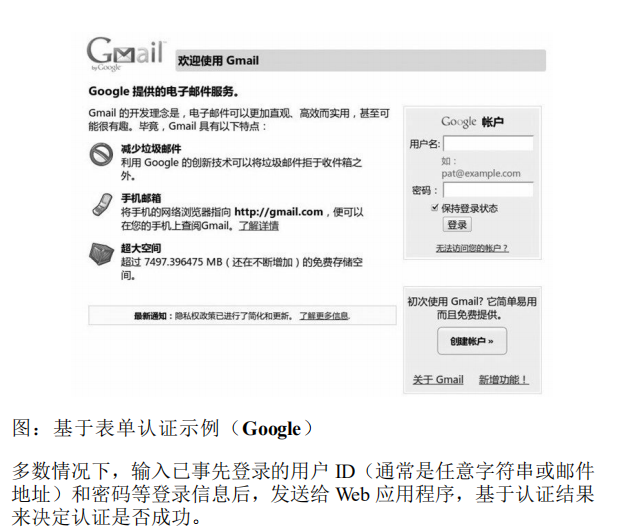 Gmail
by Google
欢迎使用 Gmail
Google 提供的电子邮件服务。
Gmail 的开发理念是，电子邮件可以更加直观、高效而实用，甚至可
能很有趣。毕竟，Gmail 具有以下特点：
减少垃圾邮件
利用 Google 的创新技术可以将垃圾邮件拒于收件箱之
外。
手机邮箱
将手机的网络浏览器指向 http://gmail.com，便可以
在您的手机上查阅Gmail。了解详情
超大空间
超过 7497.396475 MB（还在不断增加）的免费存储空
间。
最新通知：隐私权政策已进行了简化和更新。 了解更多信息.
Google 帐户
用户名:
如：
pat@example.com
密码：
保持登录状态
登录
无法访问您的帐户？
初次使用 Gmail? 它简单易用
而且免费提供。
创建帐户 »
关于 Gmail 新增功能！
图：基于表单认证示例（Google）
多数情况下，输入已事先登录的用户 ID（通常是任意字符串或邮件
地址）和密码等登录信息后，发送给 Web 应用程序，基于认证结果
来决定认证是否成功。